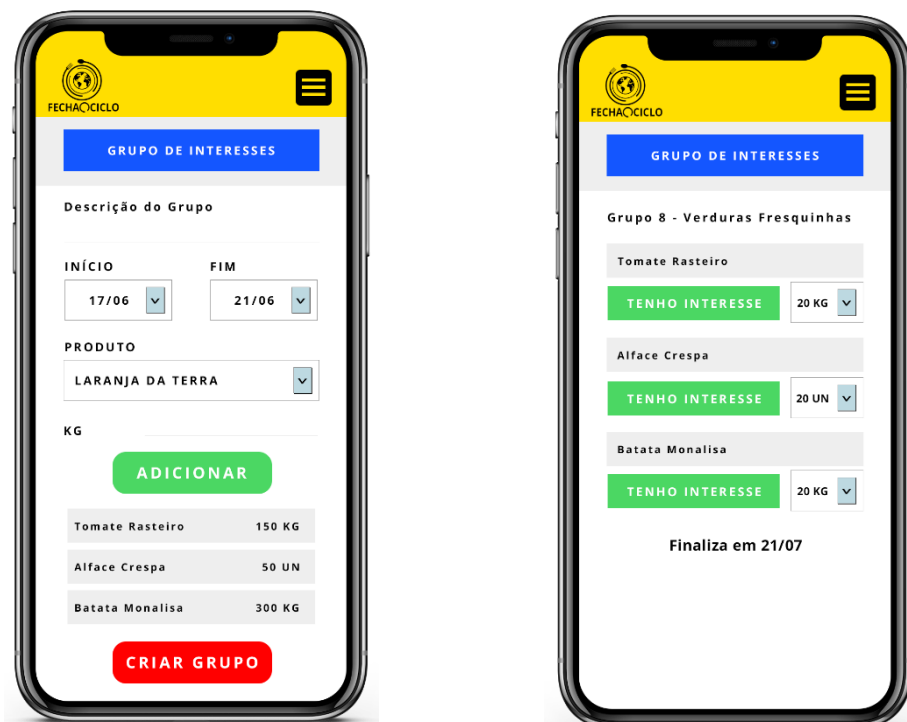 FECHAOCICLO
GRUPO DE INTERESSES
Descrição do Grupo
INÍCIO FIM
17/06 21/06
PRODUTO
LARANJA DA TERRA
KG
ADICIONAR
Tomate Rasteiro 150 KG
Alface Crespa 50 UN
Batata Monalisa 300 KG
CRIAR GRUPO
FECHAOCICLO
GRUPO DE INTERESSES
Grupo 8 - Verduras Fresquinhas
Tomate Rasteiro
TENHO INTERESSE 20 KG
Alface Crespa
TENHO INTERESSE 20 UN
Batata Monalisa
TENHO INTERESSE 20 KG
Finaliza em 21/07